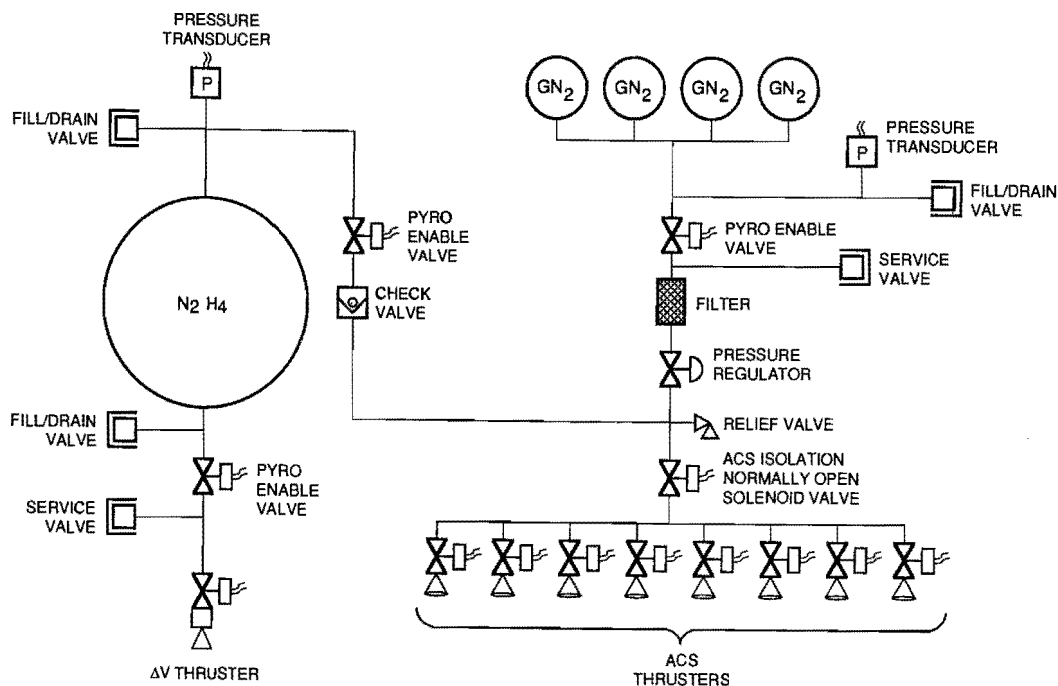 PRESSURE
TRANSDUCER
P
FILL/DRAIN
VALVE
N₂ H₄
PYRO
ENABLE
VALVE
CHECK
VALVE
FILL/DRAIN
VALVE
PYRO
ENABLE
VALVE
SERVICE
VALVE
ΔV THRUSTER
GN₂ GN₂ GN₂ GN₂
PRESSURE
TRANSDUCER
P
FILL/DRAIN
VALVE
PYRO ENABLE
VALVE
SERVICE
VALVE
FILTER
PRESSURE
REGULATOR
RELIEF VALVE
ACS ISOLATION
NORMALLY OPEN
SOLENOID VALVE
ACS
THRUSTERS